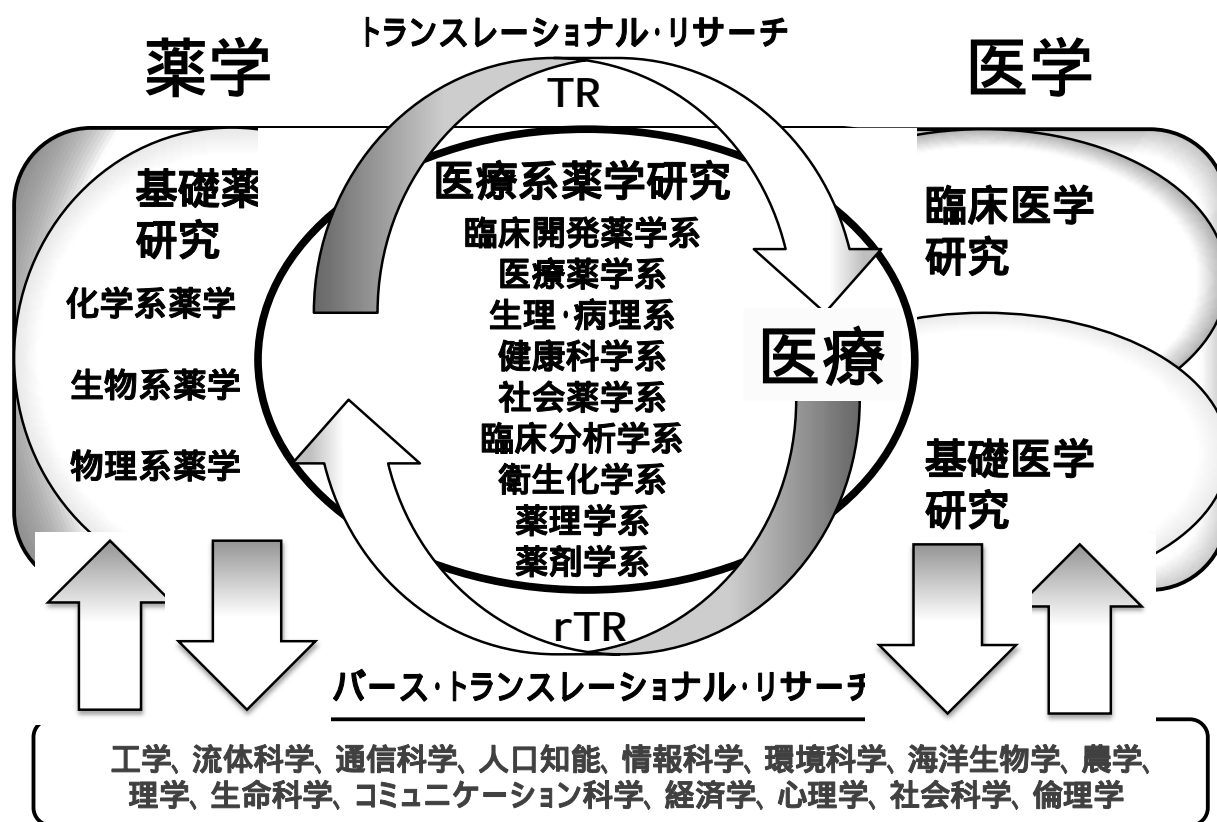 トランスレーショナル・リサーチ
薬学
医学
TR
基礎薬
研究
化学系薬学
生物系薬学
物理系薬学
医療系薬学研究
臨床開発薬学系
医療薬学系
生理・病理系
健康科学系
社会薬学系
臨床分析学系
衛生化学系
薬理学系
薬剤学系
医療
臨床医学
研究
基礎医学
研究
rTR
バース・トランスレーショナル・リサーチ
工学、流体科学、通信科学、人口知能、情報科学、環境科学、海洋生物学、農学、
理学、生命科学、コミュニケーション科学、経済学、心理学、社会科学、倫理学